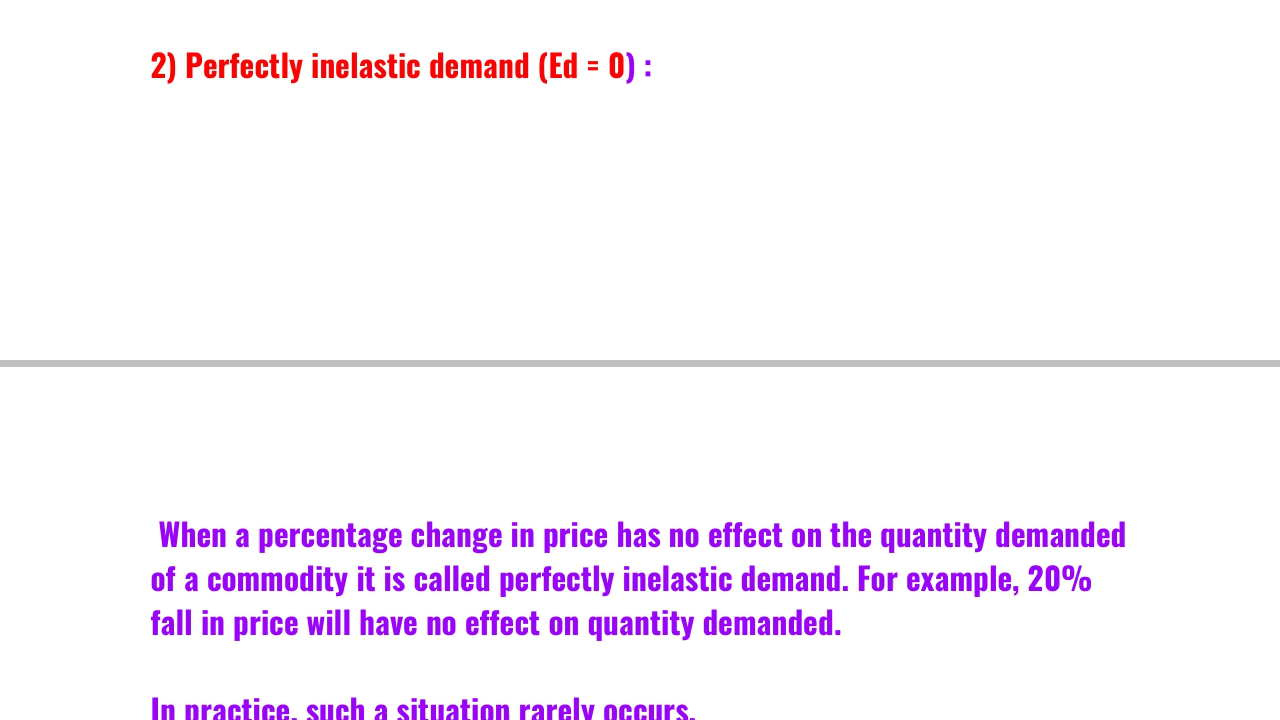 2) Perfectly inelastic demand (Ed = 0) :
When a percentage change in price has no effect on the quantity demanded
of a commodity it is called perfectly inelastic demand. For example, 20%
fall in price will have no effect on quantity demanded.
In practice, such a situation rarely occurs.